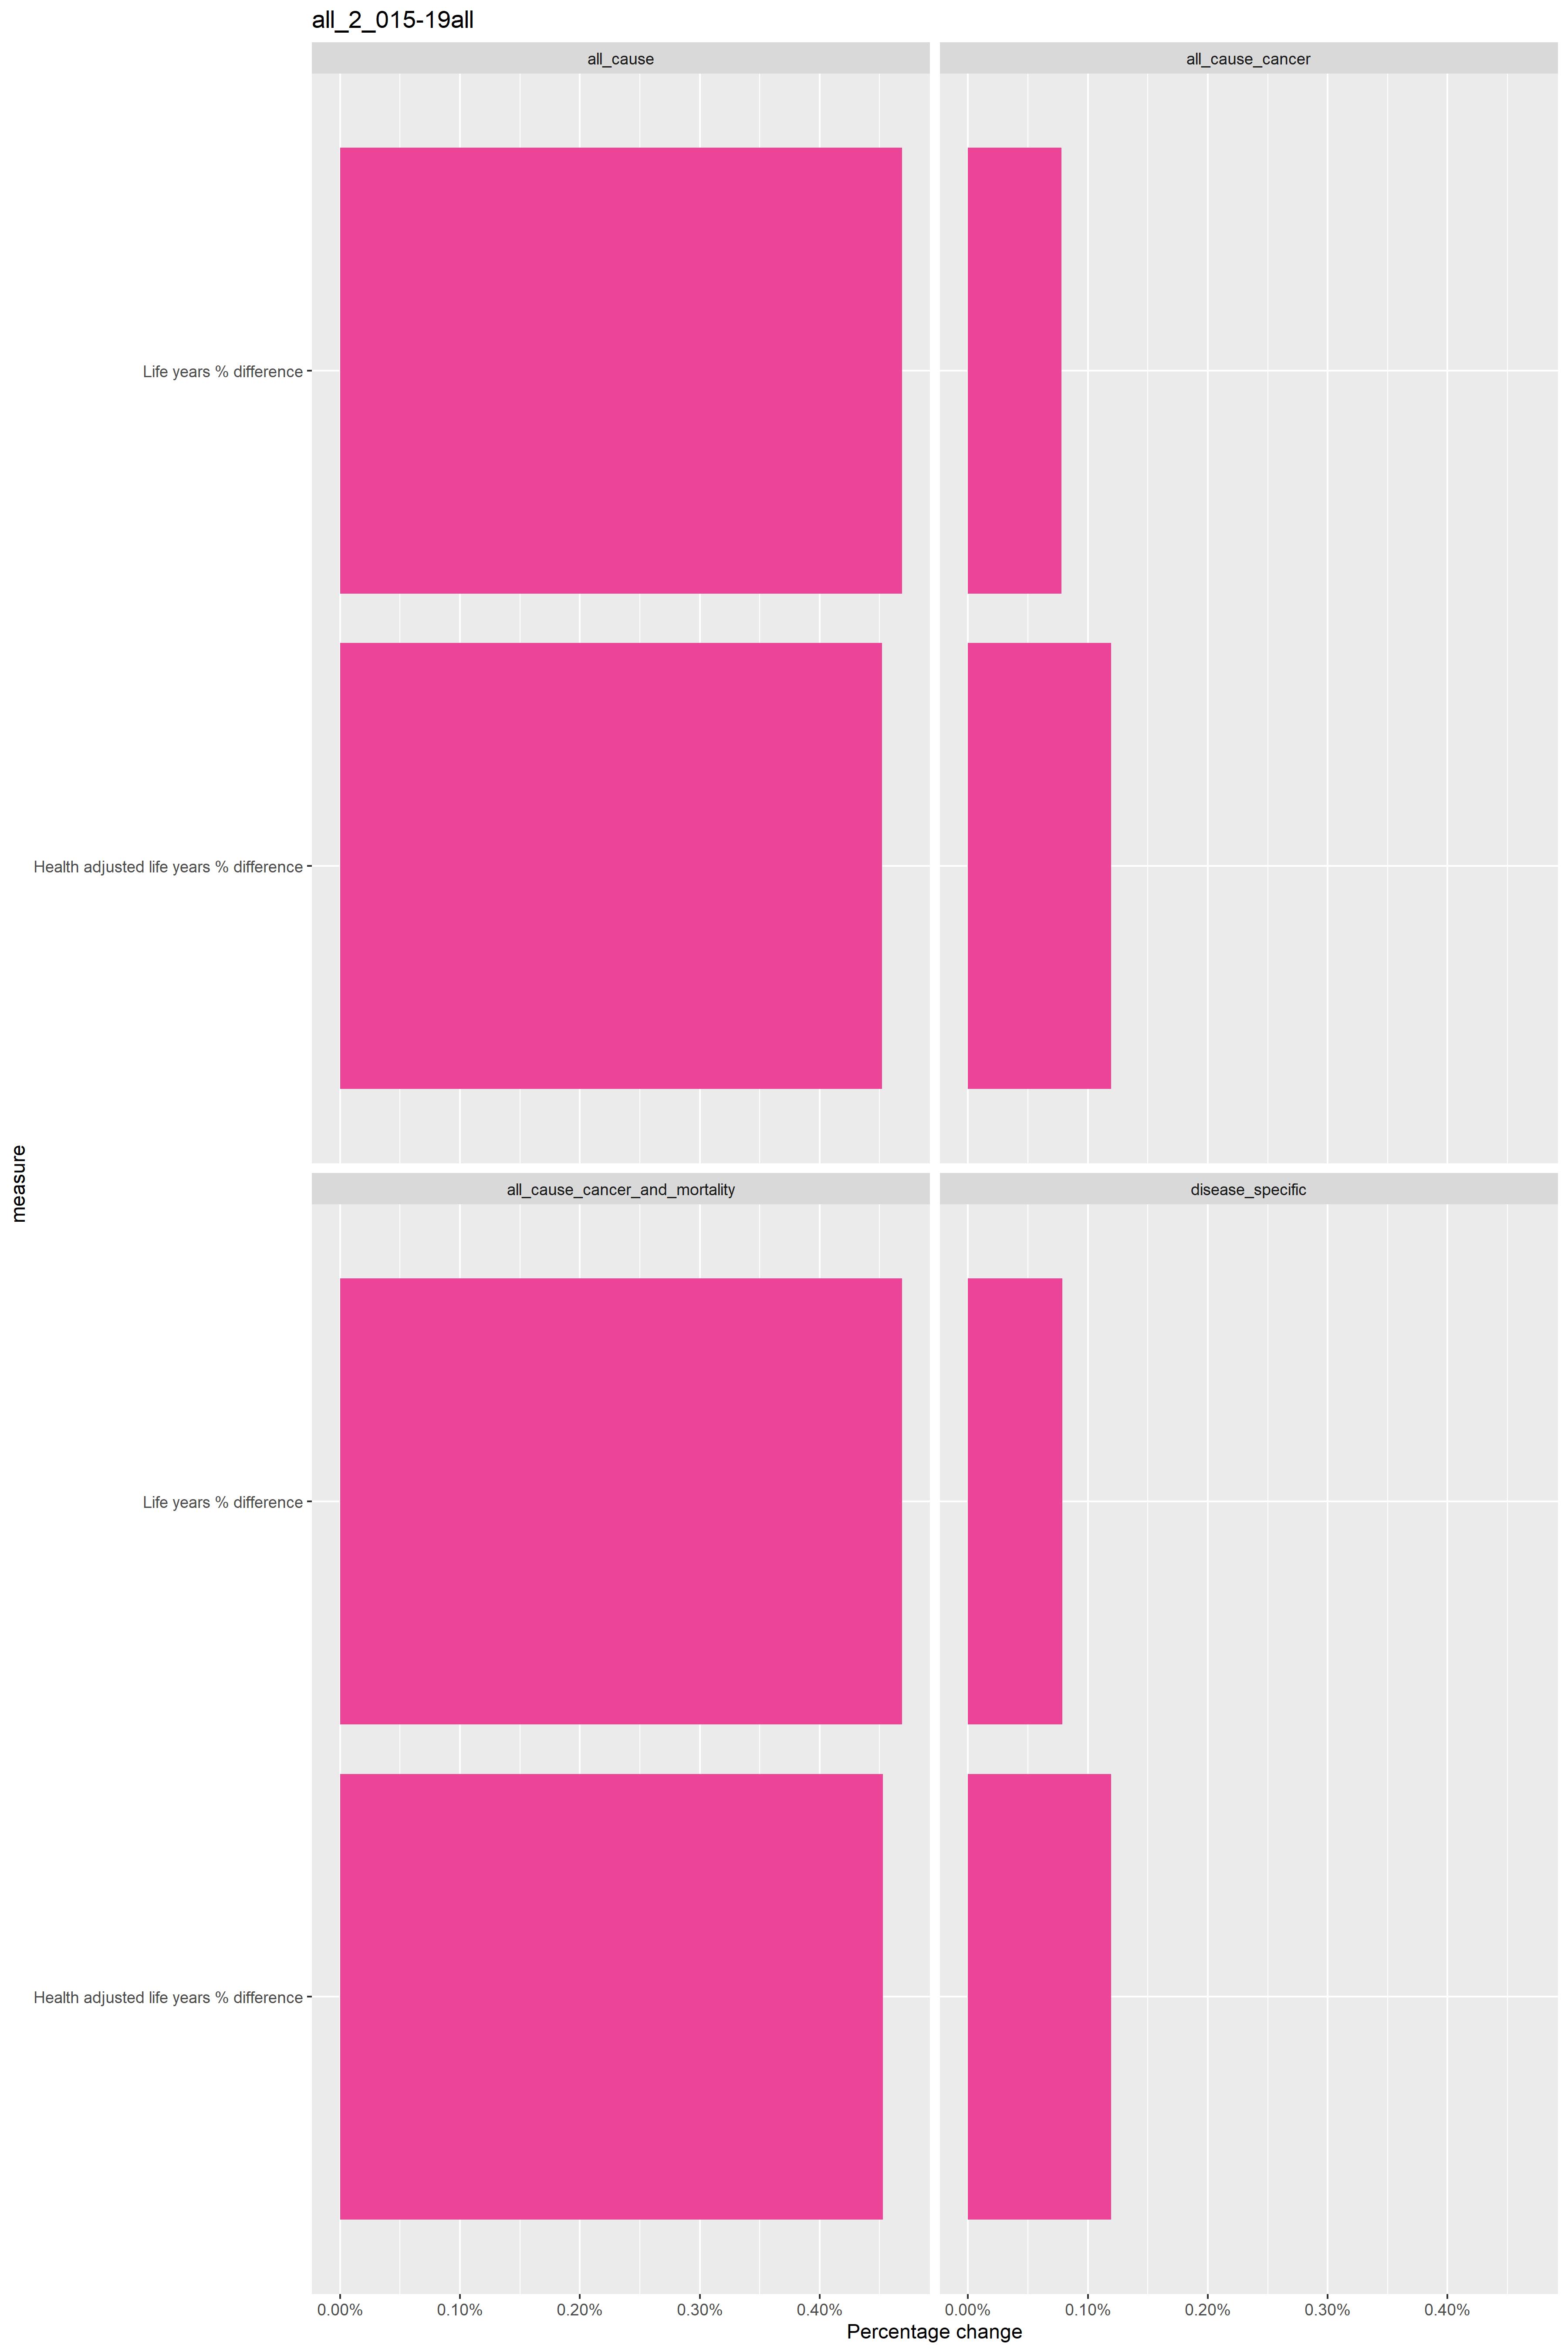 all_2_015-19all
all_cause
all_cause_cancer
Life years % difference
Health adjusted life years % difference
measure
all_cause_cancer_and_mortality
disease_specific
Life years % difference
Health adjusted life years % difference
0.00% 0.10% 0.20% 0.30% 0.40%
0.00% 0.10% 0.20% 0.30% 0.40%
Percentage change